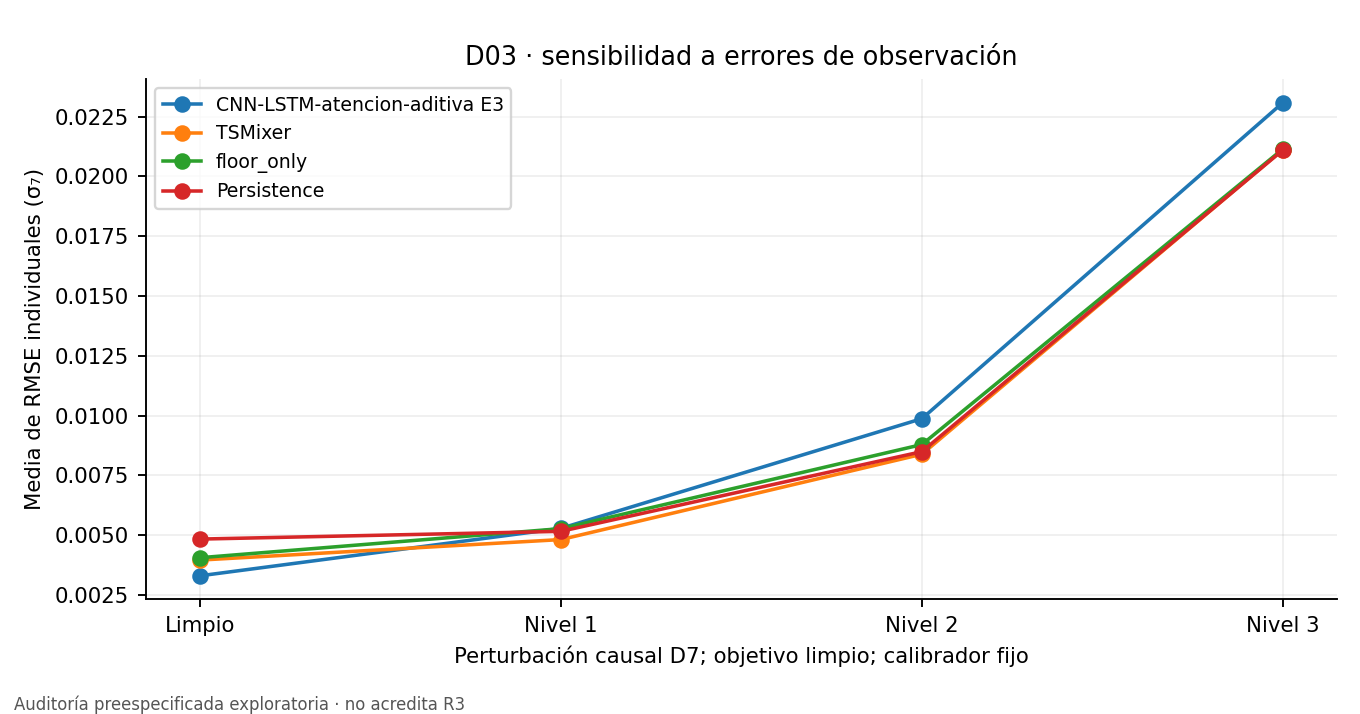 D03 · sensibilidad a errores de observación
CNN-LSTM-atencion-aditiva E3
TSMixer
floor_only
Persistence
Media de RMSE individuales (σ₇)
0.0225
0.0200
0.0175
0.0150
0.0125
0.0100
0.0075
0.0050
0.0025
Limpio Nivel 1 Nivel 2 Nivel 3
Perturbación causal D7; objetivo limpio; calibrador fijo
Auditoría preespecificada exploratoria · no acredita R3